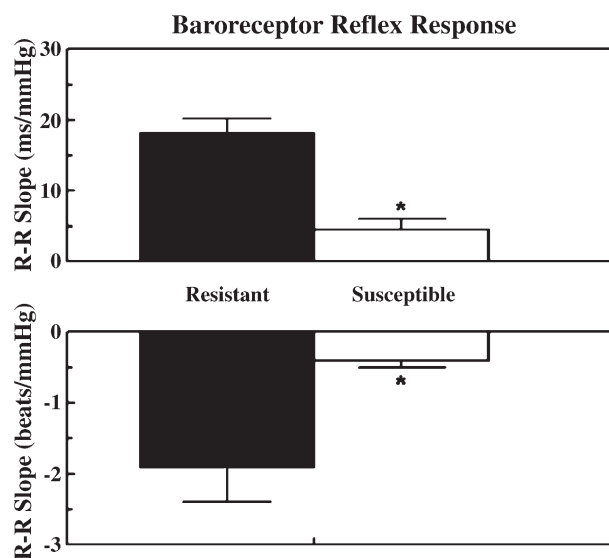 Baroreceptor Reflex Response
R-R Slope (ms/mmHg)
30
20
10
0
*
Resistant Susceptible
R-R Slope (beats/mmHg)
0
-1
-2
-3
*